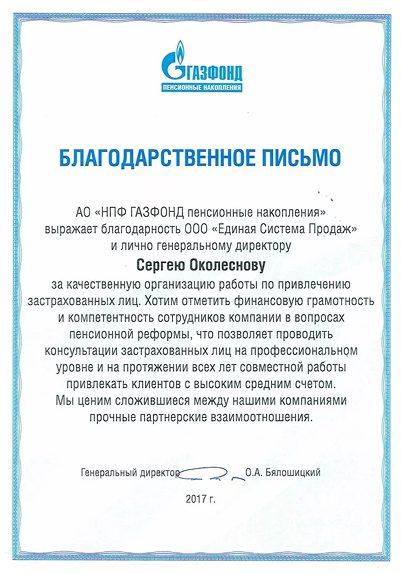 ГАЗФОНД
ПЕНСИОННЫЕ НАКОПЛЕНИЯ
БЛАГОДАРСТВЕННОЕ ПИСЬМО
АО «НПФ ГАЗФОНД пенсионные накопления»
выражает благодарность ООО «Единая Система Продаж»
и лично генеральному директору
Сергею Околеснову
за качественную организацию работы по привлечению
застрахованных лиц. Хотим отметить финансовую грамотность
и компетентность сотрудников компании в вопросах
пенсионной реформы, что позволяет проводить
консультации застрахованных лиц на профессиональном
уровне и на протяжении всех лет совместной работы
привлекать клиентов с высоким средним счетом.
Мы ценим сложившиеся между нашими компаниями
прочные партнерские взаимоотношения.
Генеральный директор О.А. Бялошицкий
2017 г.